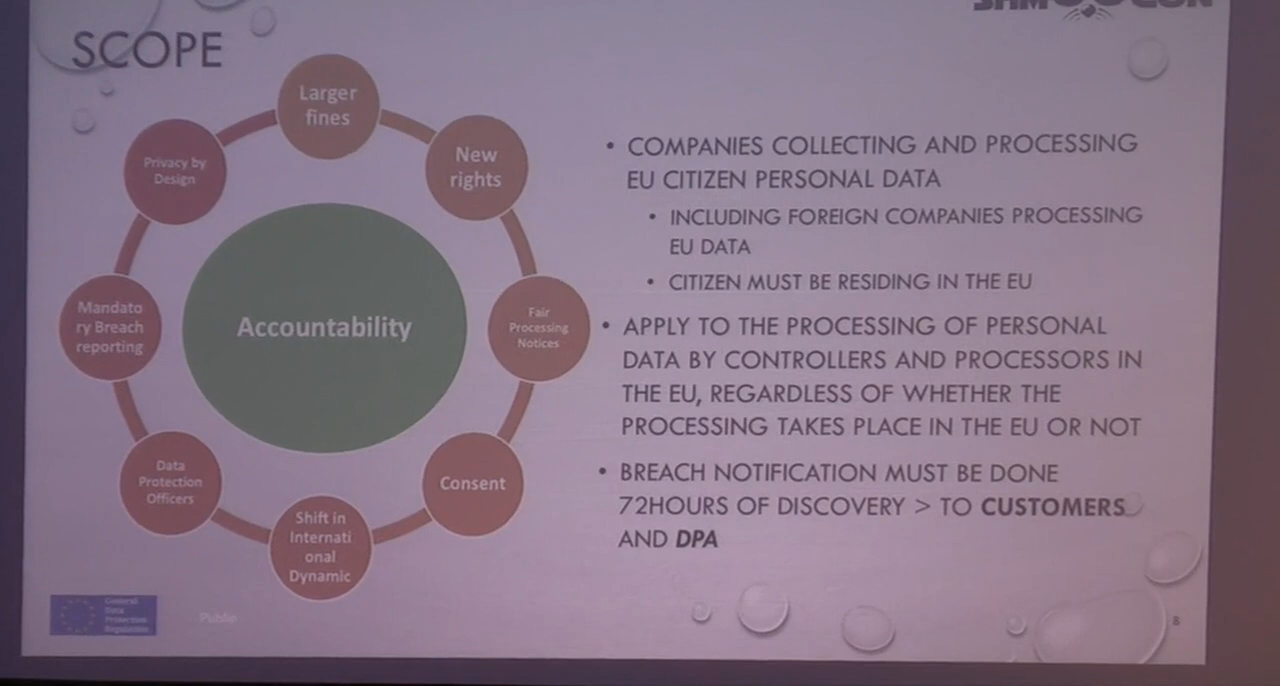 SCOPE
Larger
fines
New
rights
Privacy by
Design
Accountability
Mandato
ry Breach
reporting
Fair
Processing
Notices
Data
Protection
Officers
Consent
Shift in
Internati
onal
Dynamic
• COMPANIES COLLECTING AND PROCESSING
EU CITIZEN PERSONAL DATA
• INCLUDING FOREIGN COMPANIES PROCESSING
EU DATA
• CITIZEN MUST BE RESIDING IN THE EU
• APPLY TO THE PROCESSING OF PERSONAL
DATA BY CONTROLLERS AND PROCESSORS IN
THE EU, REGARDLESS OF WHETHER THE
PROCESSING TAKES PLACE IN THE EU OR NOT
• BREACH NOTIFICATION MUST BE DONE
72HOURS OF DISCOVERY > TO CUSTOMERS
AND DPA
General
Data
Protection
Regulation
Public
8